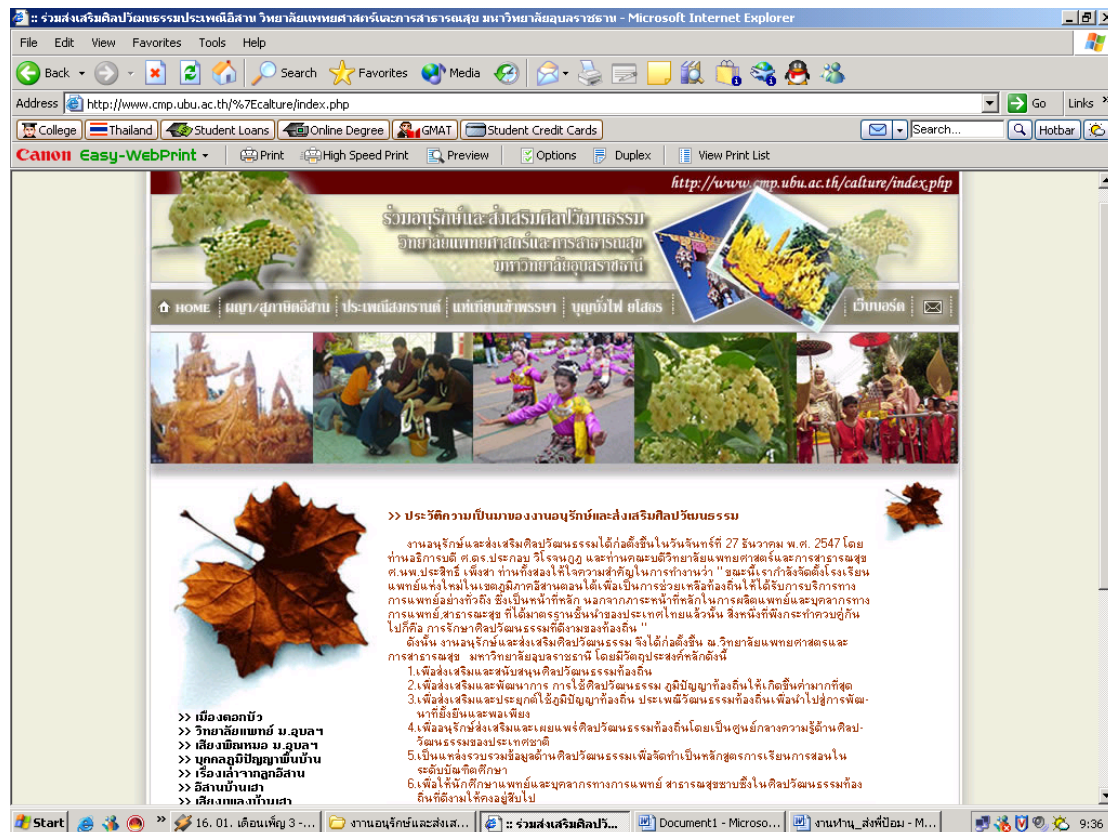 :: ร่วมส่งเสริมศิลปวัฒนธรรมประเพณีอีสาน วิทยาลัยแพทยศาสตร์และการสาธารณสุข มหาวิทยาลัยอุบลราชธานี - Microsoft Internet Explorer
File Edit View Favorites Tools Help
Back Search Favorites Media
Address http://www.cmp.ubu.ac.th/%7Ecalture/index.php Go Links »
College Thailand Student Loans Online Degree GMAT Student Credit Cards Search... Hotbar
Canon Easy-WebPrint Print High Speed Print Preview Options Duplex View Print List
http://www.cmp.ubu.ac.th/calture/index.php
ร่วมอนุรักษ์และส่งเสริมศิลปวัฒนธรรม
วิทยาลัยแพทยศาสตร์และการสาธารณสุข
มหาวิทยาลัยอุบลราชธานี
HOME ผญา/สุภาษิตอีสาน ประเพณีสงกรานต์ แห่เทียนเข้าพรรษา บุญบั้งไฟ ยโสธร เว็บบอร์ด
>> ประวัติความเป็นมาของงานอนุรักษ์และส่งเสริมศิลปวัฒนธรรม
งานอนุรักษ์และส่งเสริมศิลปวัฒนธรรมได้ก่อตั้งขึ้นในวันจันทร์ที่ 27 ธันวาคม พ.ศ. 2547 โดย
ท่านอธิการบดี ศ.ดร.ประกอบ วิโรจนกูฏ และท่านคณะบดีวิทยาลัยแพทยศาสตร์และการสาธารณสุข
ศ.นพ.ประสิทธิ์ เพ็งสา ท่านทั้งสองให้ใจความสำคัญในการทำงานว่า " ขณะนี้เรากำลังจัดตั้งโรงเรียน
แพทย์แห่งใหม่ในเขตภูมิภาคอีสานตอนใต้เพื่อเป็นการช่วยเหลือท้องถิ่นให้ได้รับการบริการทาง
การแพทย์อย่างทั่วถึง ซึ่งเป็นหน้าที่หลัก นอกจากภาระหน้าที่หลักในการผลิตแพทย์และบุคลากรทาง
การแพทย์,สาธารณะสุข ที่ได้มาตรฐานชั้นนำของประเทศไทยแล้วนั้น สิ่งหนึ่งที่พึงกระทำควบคู่กัน
ไปก็คือ การรักษาศิลปวัฒนธรรมที่ดีงามของท้องถิ่น "
ดังนั้น งานอนุรักษ์และส่งเสริมศิลปวัฒนธรรม จึงได้ก่อตั้งขึ้น ณ.วิทยาลัยแพทยศาสตรและ
การสาธารณสุข มหาวิทยาลัยอุบลราชธานี โดยมีวัตถุประสงค์หลักดังนี้
1.เพื่อส่งเสริมและสนับสนุนศิลปวัฒนธรรมท้องถิ่น
2.เพื่อส่งเสริมและพัฒนาการ การใช้ศิลปวัฒนธรรม ภูมิปัญญาท้องถิ่นให้เกิดขึ้นค่ามากที่สุด
3.เพื่อส่งเสริมและประยุกต์ใช้ภูมิปัญญาท้องถิ่น ประเพณีวัฒนธรรมท้องถิ่นเพื่อนำไปสู่การพัฒ-
นาที่ยั่งยืนและพอเพียง
4.เพื่ออนุรักษ์ส่งเสริมและเผยแพร่ศิลปวัฒนธรรมท้องถิ่นโดยเป็นศูนย์กลางความรู้ด้านศิลป-
วัฒนธรรมของประเทศชาติ
5.เป็นแหล่งรวบรวมข้อมูลด้านศิลปวัฒนธรรมเพื่อจัดทำเป็นหลักสูตรการเรียนการสอนใน
ระดับบัณฑิตศึกษา
6.เพื่อให้นักศึกษาแพทย์และบุคลากรทางการแพทย์ สาธารณสุขซาบซึ้งในศิลปวัฒนธรรมท้อง
ถิ่นที่ดีงามให้คงอยู่สืบไป
>> เมืองดอกบัว
>> วิทยาลัยแพทย์ ม.อุบลฯ
>> เสียงพิณหมอ ม.อุบลฯ
>> บุคคลภูมิปัญญาพื้นบ้าน
>> เรื่องเล่าจากลูกอีสาน
>> อีสานบ้านเฮา
>> เสียงเพลงบ้านเฮา
Start » 16. 01. เดือนเพ็ญ 3 -... งานอนุรักษ์และส่งเส... :: ร่วมส่งเสริมศิลปวั... Document1 - Microso... งานทำนุ_ส่งพี่ป้อม - M... 9:36